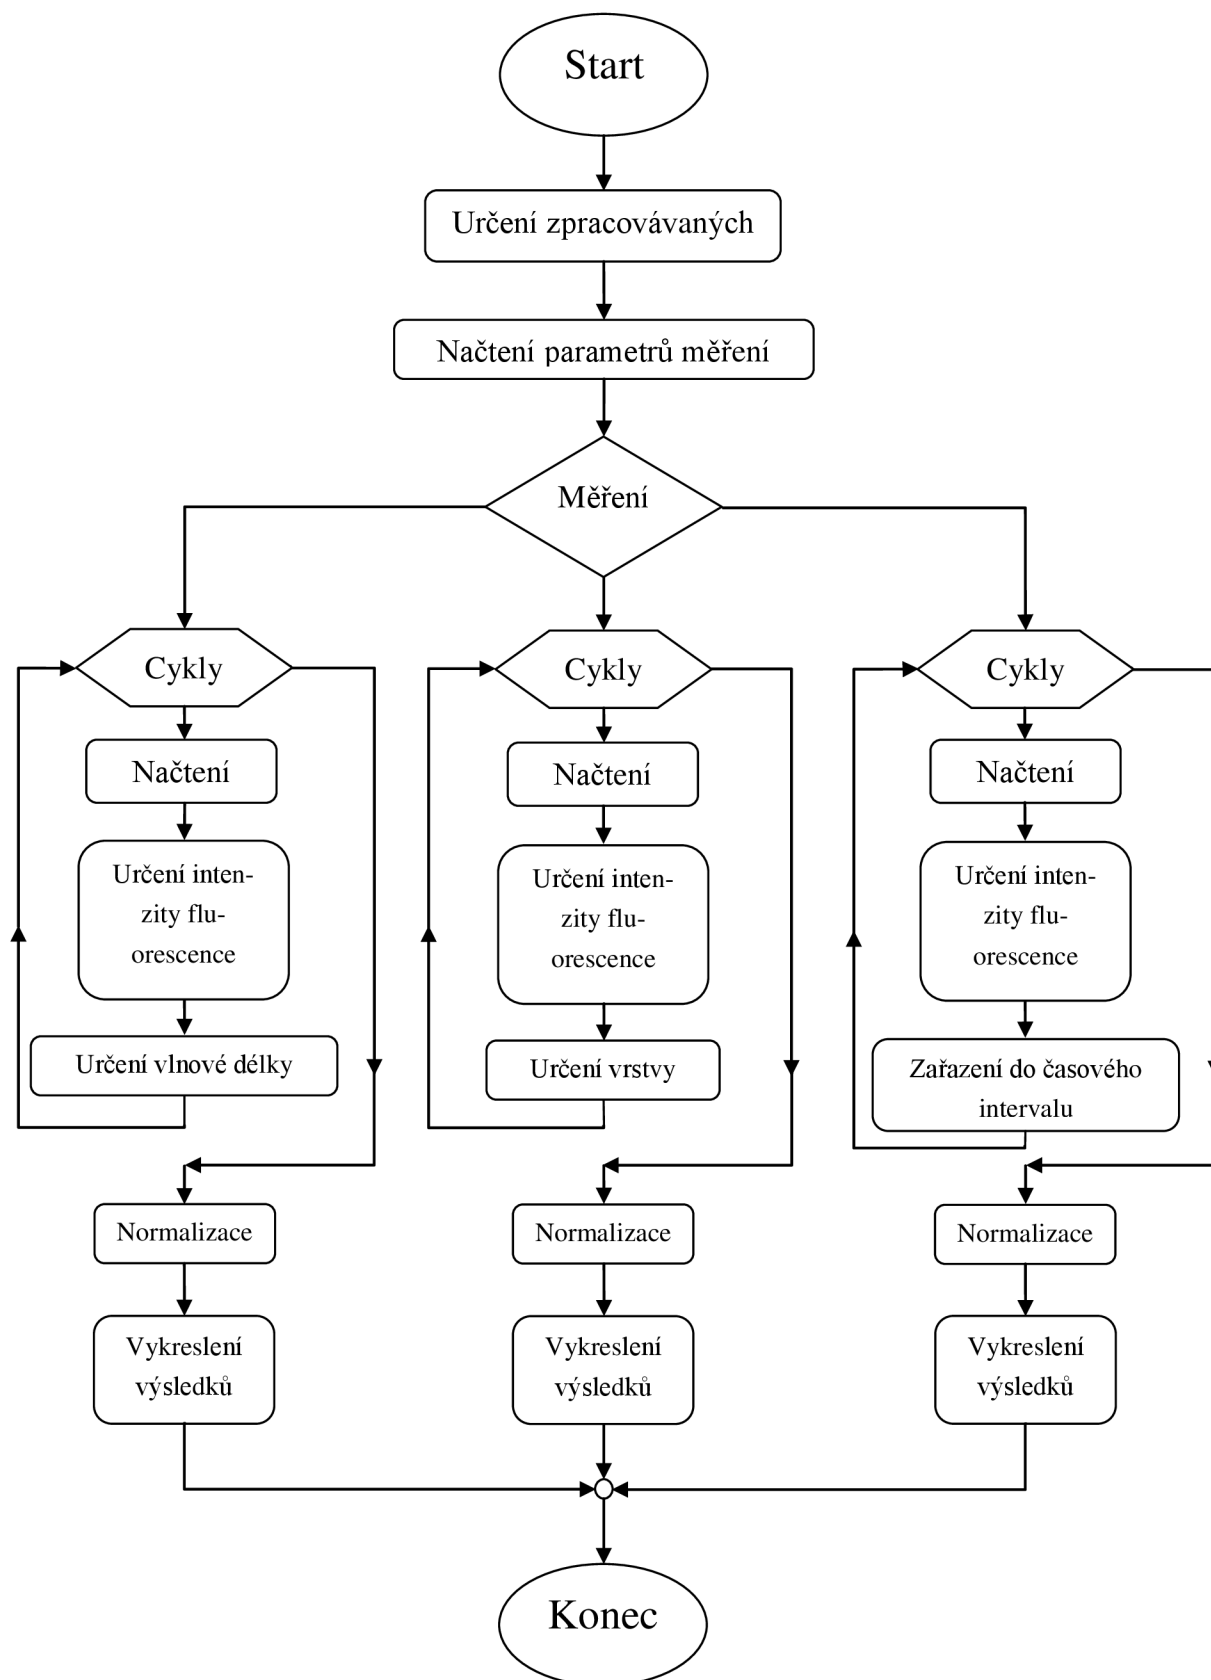 Start
Určení zpracovávaných
Načtení parametrů měření
Měření
Cykly
Načtení
Určení inten-
zity flu-
orescence
Určení vlnové délky
Normalizace
Vykreslení
výsledků
Cykly
Načtení
Určení inten-
zity flu-
orescence
Určení vrstvy
Normalizace
Vykreslení
výsledků
Cykly
Načtení
Určení inten-
zity flu-
orescence
Zařazení do časového
intervalu
Normalizace
Vykreslení
výsledků
Konec